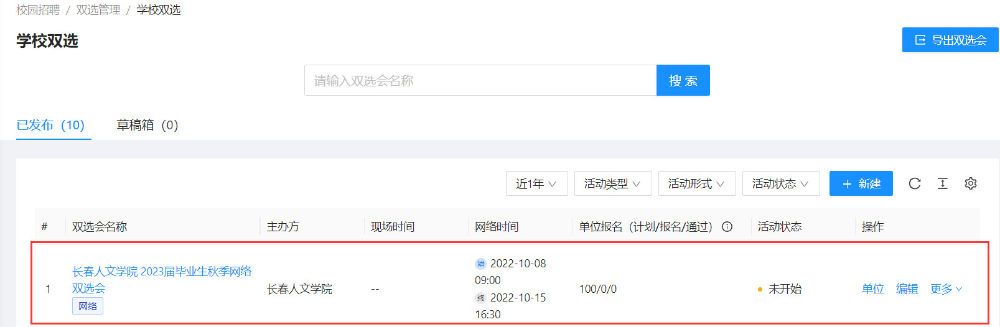 校园招聘 / 双选管理 / 学校双选
学校双选
导出双选会
请输入双选会名称
搜 索
已发布（10） 草稿箱（0）
近1年 活动类型 活动形式 活动状态 + 新建
# 双选会名称 主办方 现场时间 网络时间 单位报名（计划/报名/通过） 活动状态 操作
始 2022-10-08
长春人文学院 2023届毕业生秋季网络
09:00
1 双选会 长春人文学院 -- 100/0/0 未开始 单位 编辑 更多
终 2022-10-15
网络
16:30